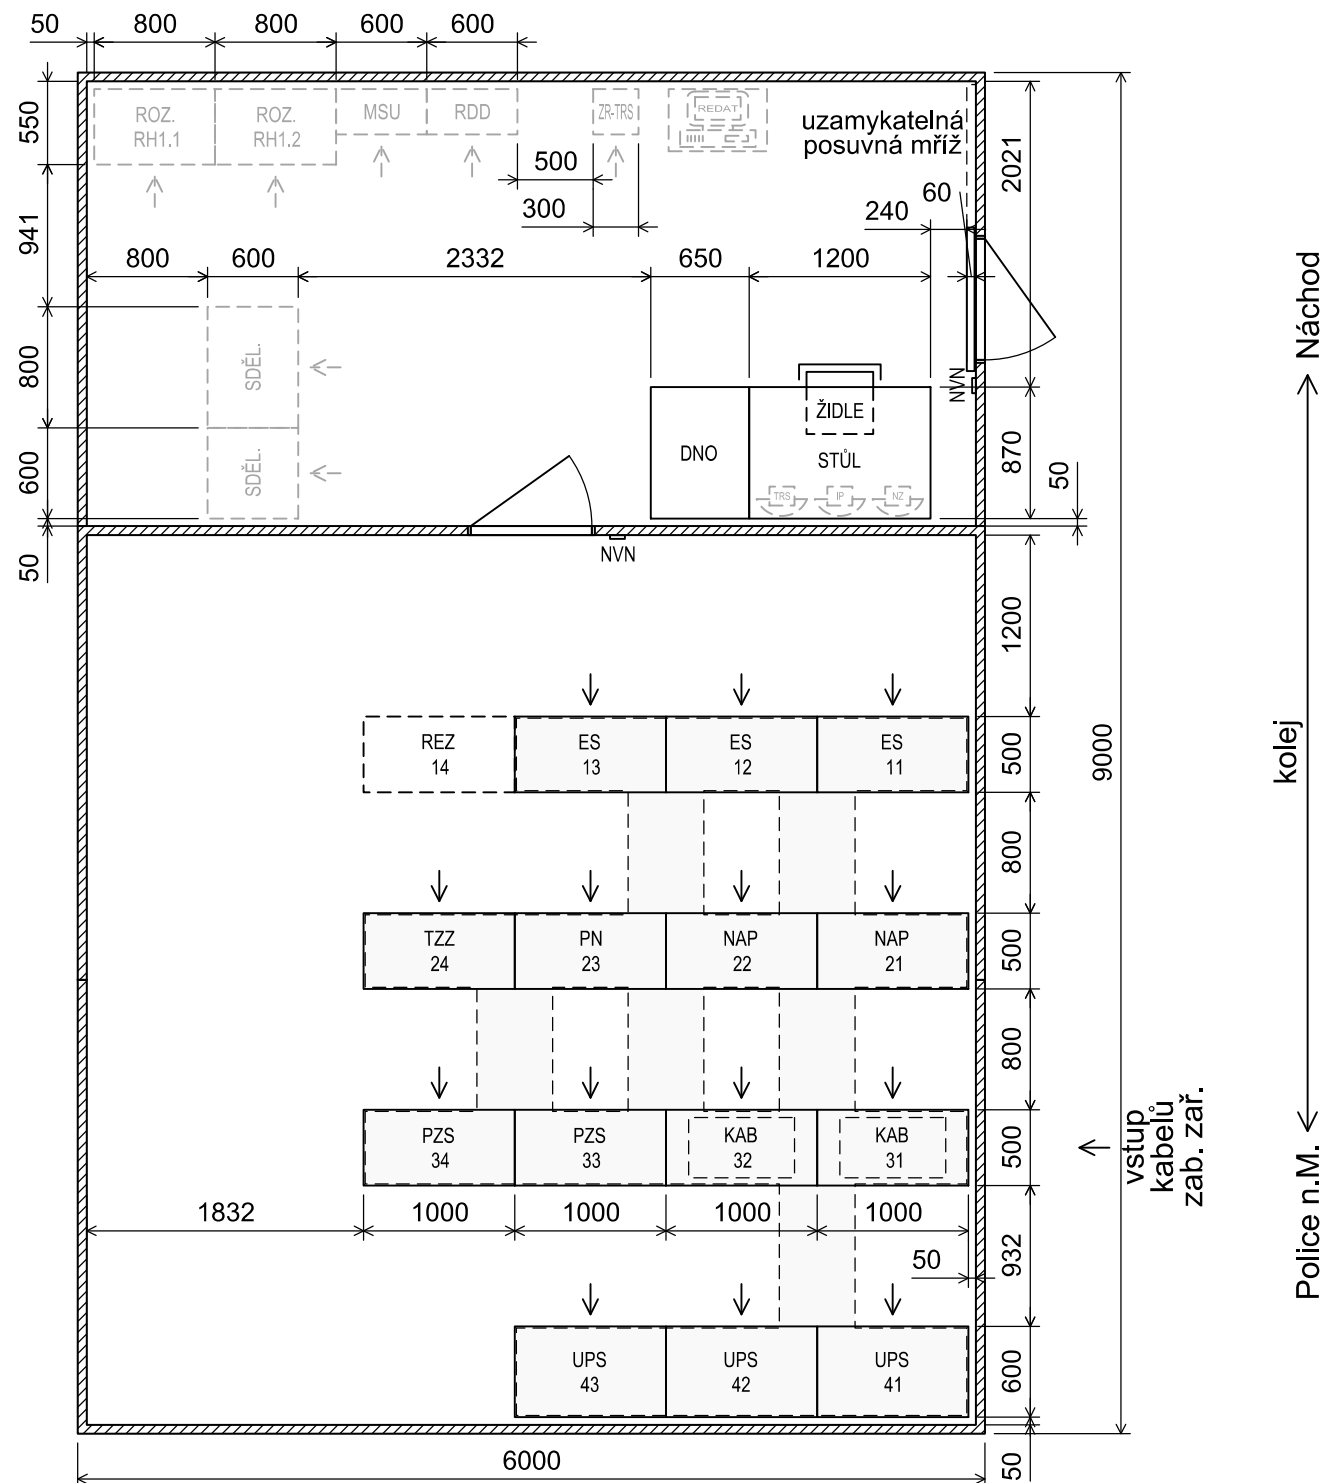 50
800
800
600
600
550
ROZ.
RH1.1
ROZ.
RH1.2
MSU
RDD
ZR-TRS
REDAT
uzamykatelná
posuvná mříž
2021
500
300
240
60
941
800
600
2332
650
1200
Náchod
800
SDĚL.
NVN
ŽIDLE
DNO
STŮL
870
600
SDĚL.
TRS
IP
NZ
50
50
NVN
1200
9000
kolej
REZ
14
ES
13
ES
12
ES
11
500
800
TZZ
24
PN
23
NAP
22
NAP
21
500
800
PZS
34
PZS
33
KAB
32
KAB
31
500
vstup
kabelů
zab. zař.
Police n.M.
1832
1000
1000
1000
1000
932
50
UPS
43
UPS
42
UPS
41
600
6000
50